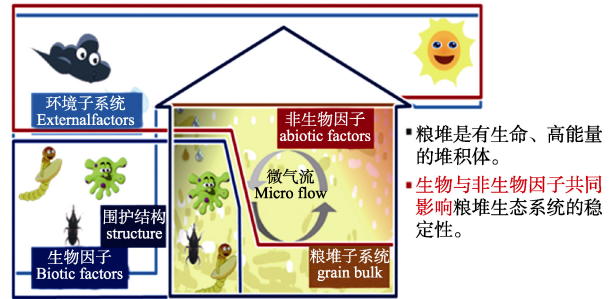 环境子系统
Externalfactors
非生物因子
abiotic factors
微气流
Micro flow
围护结构
structure
生物因子
Biotic factors
粮堆子系统
grain bulk
▪粮堆是有生命、高能量
的堆积体。
▪生物与非生物因子共同
影响粮堆生态系统的稳
定性。